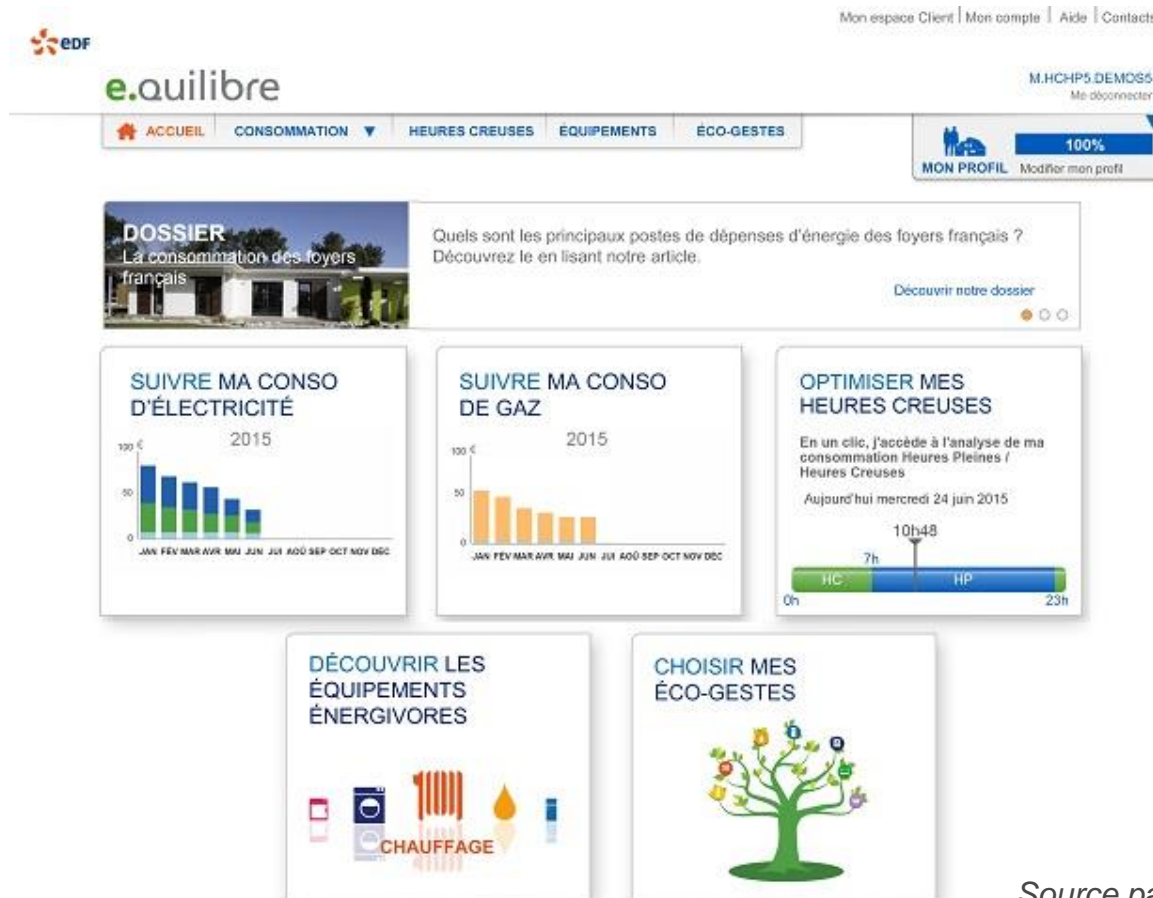 Mon espace Client | Mon compte | Aide | Contacts
eDF
e.quilibre
M.HCHP5.DEMOS5
Me déconnecter
ACCUEIL CONSOMMATION ▼ HEURES CREUSES ÉQUIPEMENTS ÉCO-GESTES
100%
MON PROFIL Modifier mon profil
DOSSIER
La consommation des foyers
français
Quels sont les principaux postes de dépenses d'énergie des foyers français ?
Découvrez le en lisant notre article.
Découvrir notre dossier
SUIVRE MA CONSO
D'ÉLECTRICITÉ
2015
100 €
50
0
JAN FÉV MAR AVR MAI JUN JUI AOÛ SEP OCT NOV DÉC
SUIVRE MA CONSO
DE GAZ
2015
100 €
50
0
JAN FÉV MAR AVR MAI JUN JUI AOÛ SEP OCT NOV DÉC
OPTIMISER MES
HEURES CREUSES
En un clic, j'accède à l'analyse de ma
consommation Heures Pleines /
Heures Creuses
Aujourd'hui mercredi 24 juin 2015
10h48
7h
HC HP
0h 23h
DÉCOUVRIR LES
ÉQUIPEMENTS
ÉNERGIVORES
CHAUFFAGE
CHOISIR MES
ÉCO-GESTES
Source pa